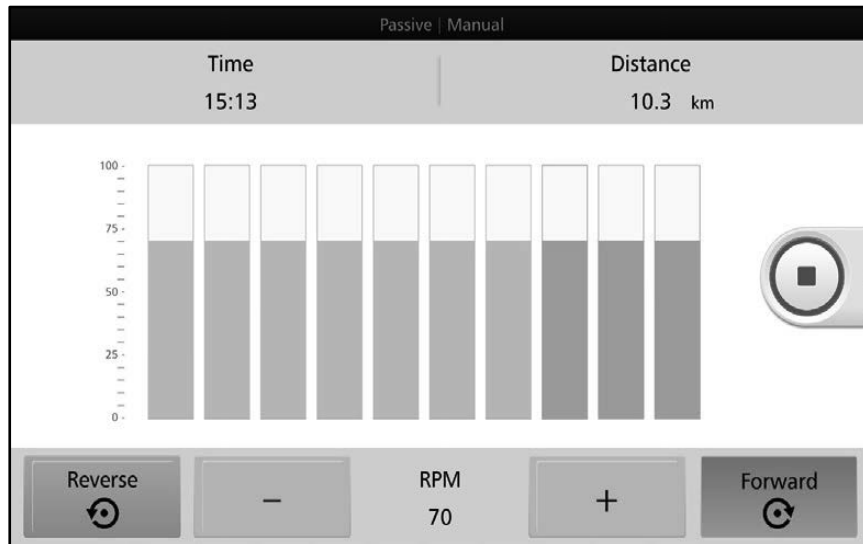 Passive | Manual
Time
15:13
Distance
10.3 km
100
75
50
25
0
Reverse
−
RPM
70
+
Forward